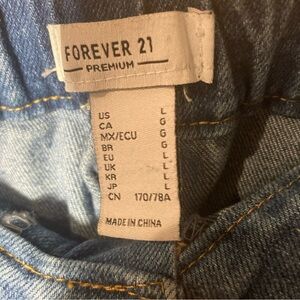 FOREVER 21
PREMIUM
US L
CA G
MX/ECU G
BR G
EU L
UK L
KR L
JP L
CN 170/78A
MADE IN CHINA